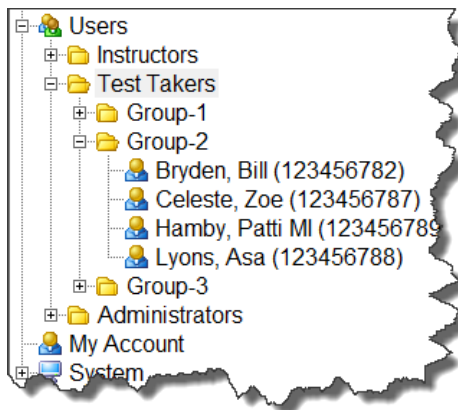 Users
Instructors
Test Takers
Group-1
Group-2
Bryden, Bill (123456782)
Celeste, Zoe (123456787)
Hamby, Patti MI (123456789
Lyons, Asa (123456788)
Group-3
Administrators
My Account
System